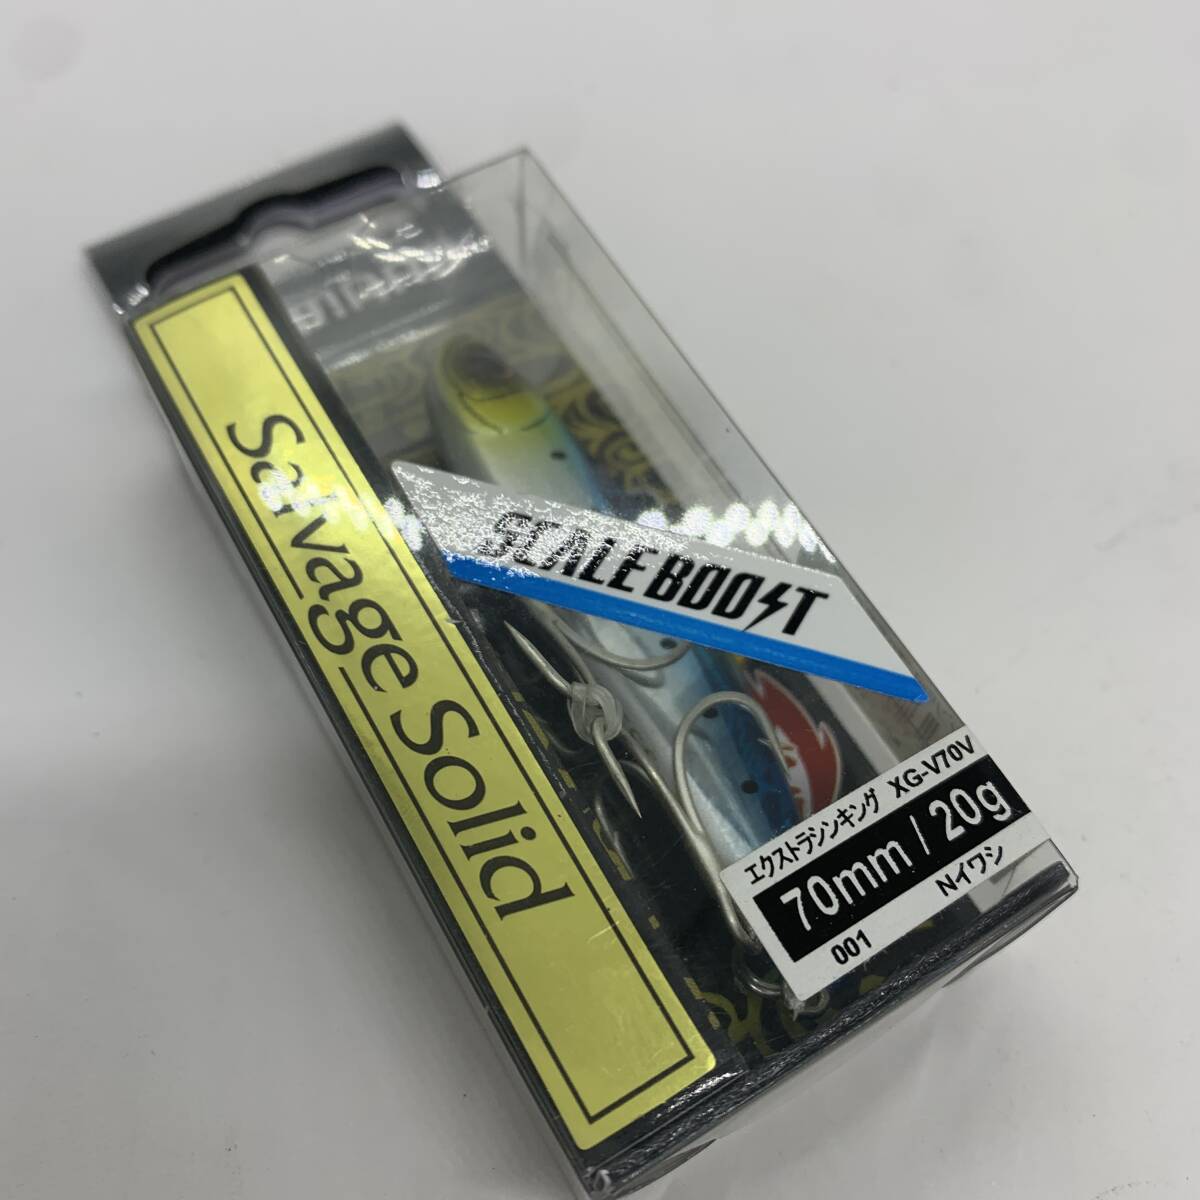 Salvage Solid
SCALE BOOST
エクストラシンキング XG-V70V
70mm / 20g
001 Nイワシ